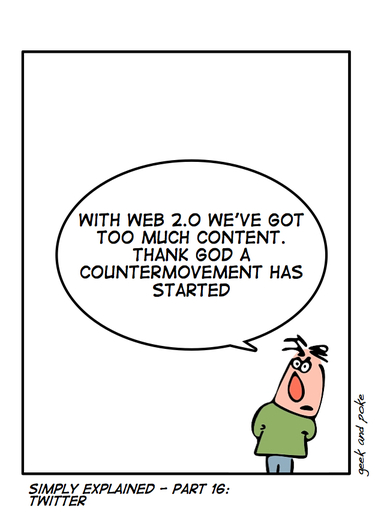 WITH WEB 2.0 WE'VE GOT
TOO MUCH CONTENT.
THANK GOD A
COUNTERMOVEMENT HAS
STARTED
geek and poke
SIMPLY EXPLAINED - PART 16:
TWITTER